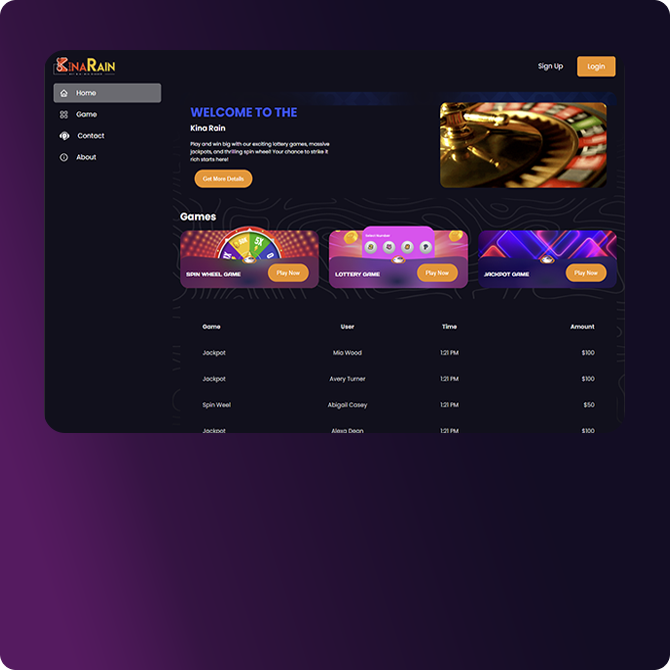 KINARAIN
Sign Up
Login
Home
Game
Contact
About
WELCOME TO THE
Kina Rain
Play and win big with our exciting lottery games, massive
jackpots, and thrilling spin wheel! Your chance to strike it
rich starts here!
Get More Details
Games
5X
SPIN WHEEL GAME
Play Now
Select Number
LOTTERY GAME
Play Now
JACKPOT GAME
Play Now
Game User Time Amount
Jackpot Mia Wood 1:21 PM $100
Jackpot Avery Turner 1:21 PM $100
Spin Weel Abigail Casey 1:21 PM $50
Jackpot Alexa Dean 1:21 PM $100